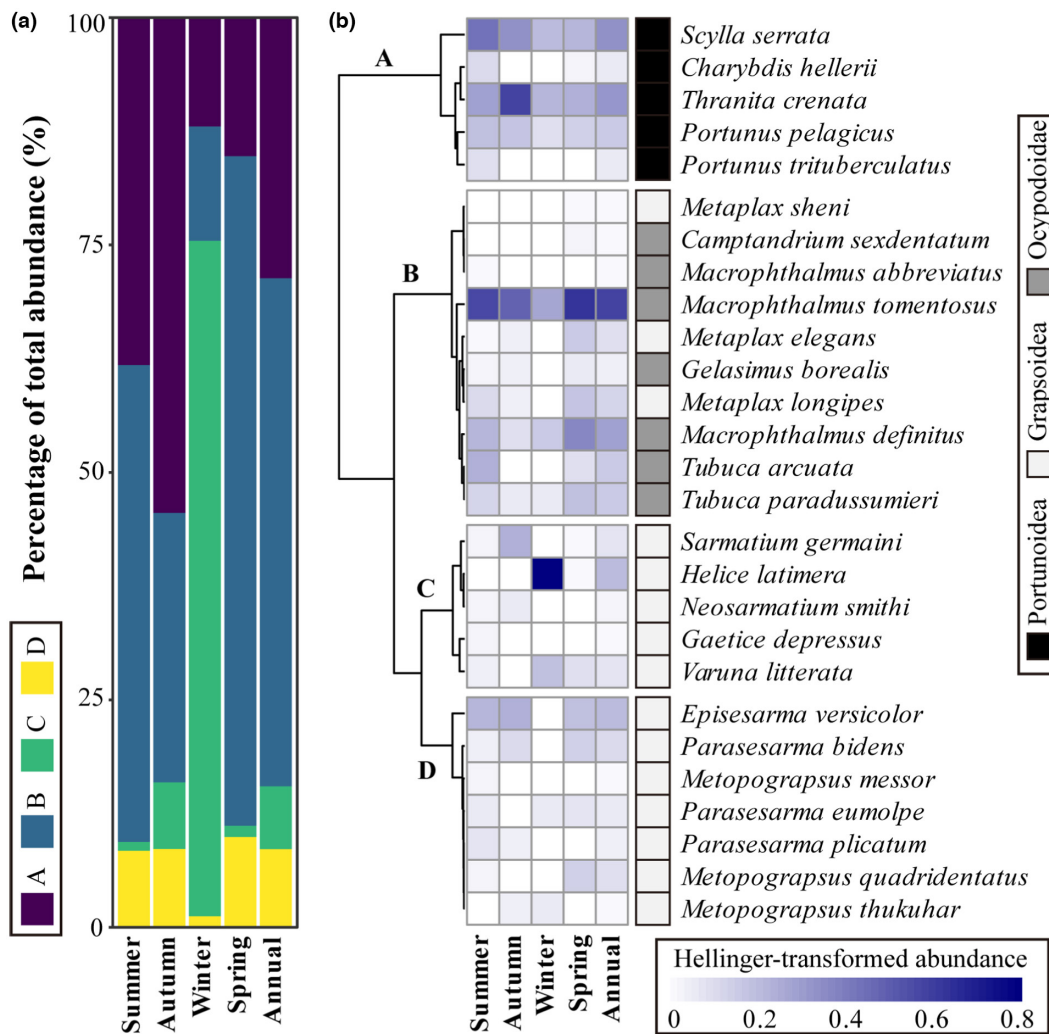 (a)
Percentage of total abundance (%)
100
75
50
25
0
A B C D
Summer
Autumn
Winter
Spring
Annual
(b)
A
B
C
D
Scylla serrata
Charybdis hellerii
Thranita crenata
Portunus pelagicus
Portunus trituberculatus
Metaplax sheni
Camptandrium sexdentatum
Macrophthalmus abbreviatus
Macrophthalmus tomentosus
Metaplax elegans
Gelasimus borealis
Metaplax longipes
Macrophthalmus definitus
Tubuca arcuata
Tubuca paradussumieri
Sarmatium germaini
Helice latimera
Neosarmatium smithi
Gaetice depressus
Varuna litterata
Episesarma versicolor
Parasesarma bidens
Metopograpsus messor
Parasesarma eumolpe
Parasesarma plicatum
Metopograpsus quadridentatus
Metopograpsus thukuhar
Summer
Autumn
Winter
Spring
Annual
Portunoidea Grapsoidea Ocypodoidae
Hellinger-transformed abundance
0 0.2 0.4 0.6 0.8